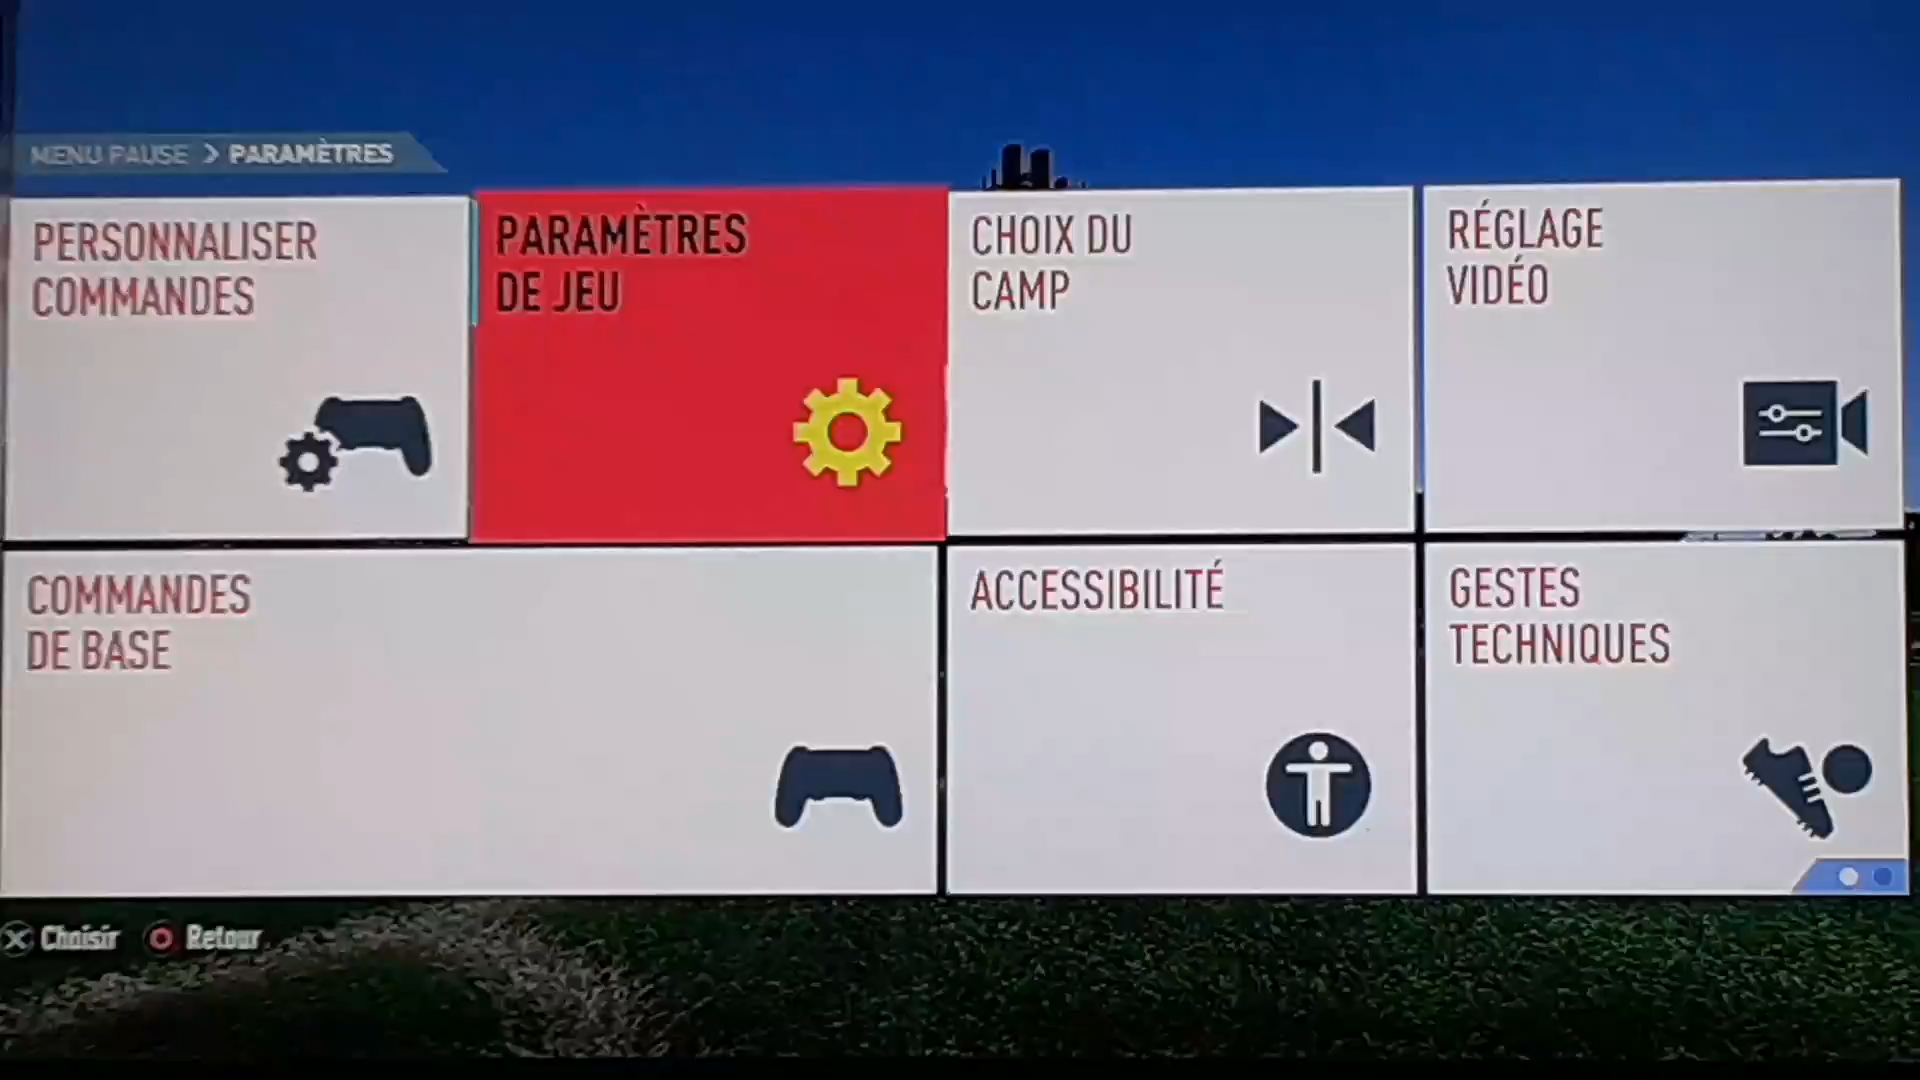 MENU PAUSE > PARAMÈTRES
PERSONNALISER
COMMANDES
PARAMÈTRES
DE JEU
CHOIX DU
CAMP
RÉGLAGE
VIDÉO
COMMANDES
DE BASE
ACCESSIBILITÉ
GESTES
TECHNIQUES
Choisir
Retour